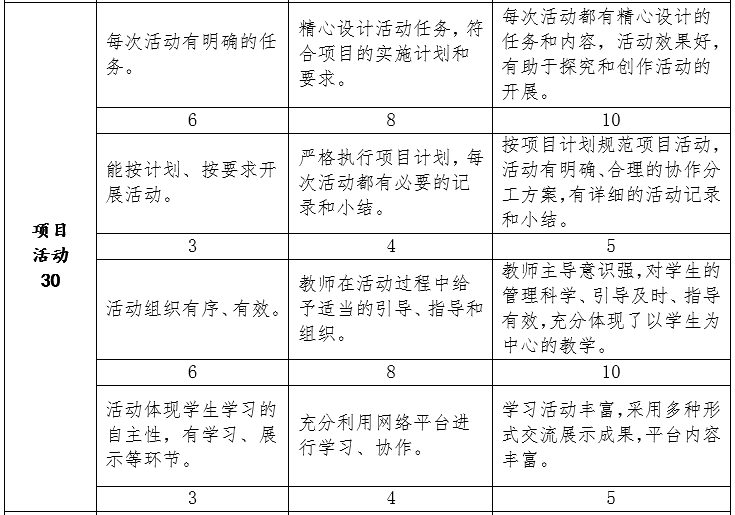 项目
活动
30
每次活动有明确的任
务。
精心设计活动任务，符
合项目的实施计划和
要求。
每次活动都有精心设计的
任务和内容，活动效果好，
有助于探究和创作活动的
开展。
6
8
10
能按计划、按要求开
展活动。
严格执行项目计划，每
次活动都有必要的记
录和小结。
按项目计划规范项目活动，
活动有明确、合理的协作分
工方案，有详细的活动记录
和小结。
3
4
5
活动组织有序、有效。
教师在活动过程中给
予适当的引导、指导和
组织。
教师主导意识强，对学生的
管理科学、引导及时、指导
有效，充分体现了以学生为
中心的教学。
6
8
10
活动体现学生学习的
自主性，有学习、展
示等环节。
充分利用网络平台进
行学习、协作。
学习活动丰富，采用多种形
式交流展示成果，平台内容
丰富。
3
4
5